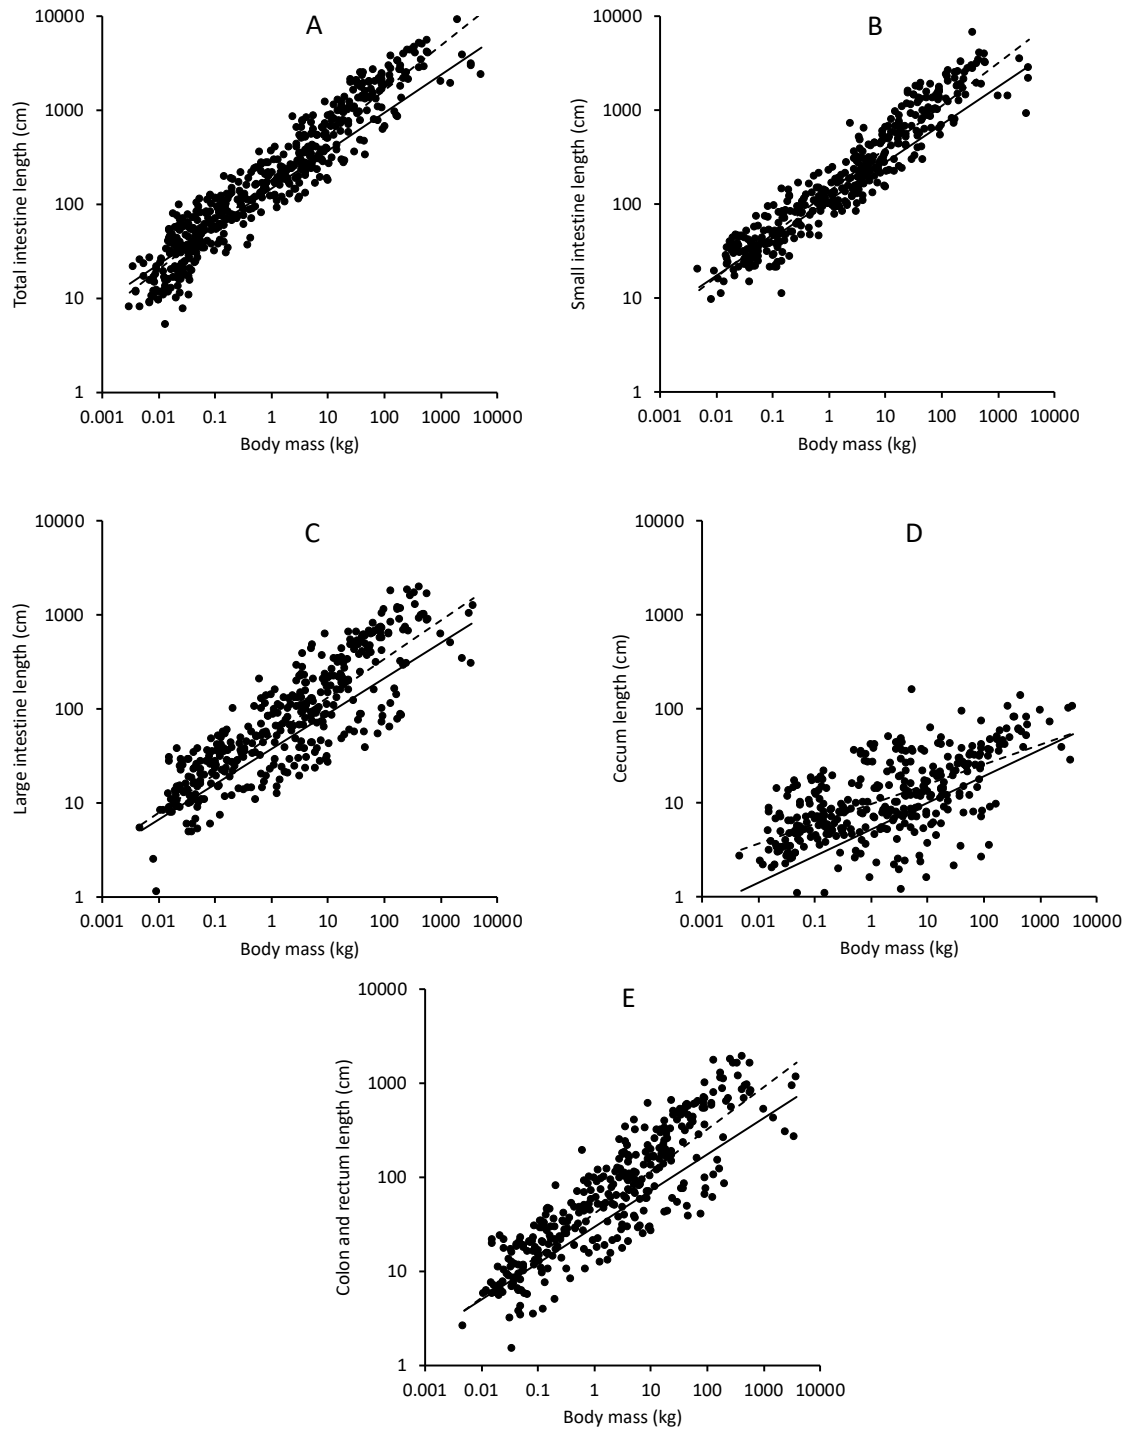 A
Total intestine length (cm)
10000
1000
100
10
1
0.001 0.01 0.1 1 10 100 1000 10000
Body mass (kg)
B
Small intestine length (cm)
10000
1000
100
10
1
0.001 0.01 0.1 1 10 100 1000 10000
Body mass (kg)
C
Large intestine length (cm)
10000
1000
100
10
1
0.001 0.01 0.1 1 10 100 1000 10000
Body mass (kg)
D
Cecum length (cm)
10000
1000
100
10
1
0.001 0.01 0.1 1 10 100 1000 10000
Body mass (kg)
E
Colon and rectum length (cm)
10000
1000
100
10
1
0.001 0.01 0.1 1 10 100 1000 10000
Body mass (kg)